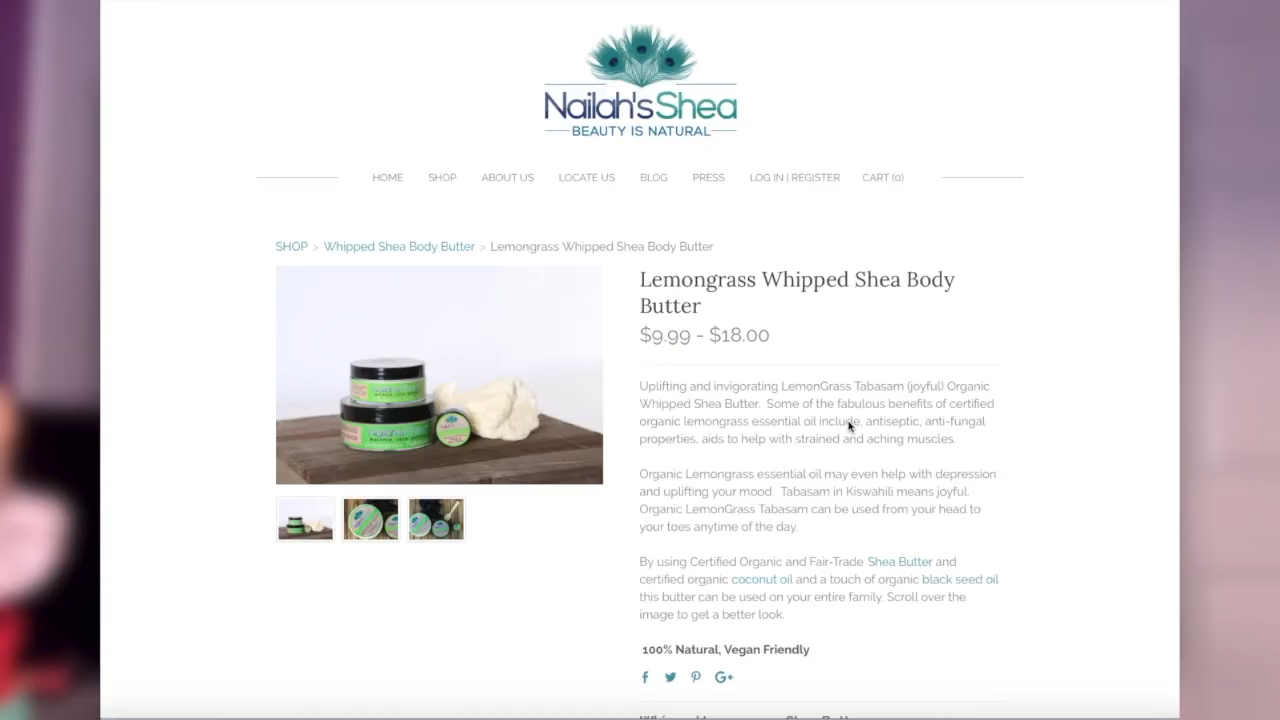 Nailah's Shea
BEAUTY IS NATURAL
HOME SHOP ABOUT US LOCATE US BLOG PRESS LOG IN | REGISTER CART (0)
SHOP > Whipped Shea Body Butter > Lemongrass Whipped Shea Body Butter
Lemongrass Whipped Shea Body
Butter
$9.99 - $18.00
Uplifting and invigorating LemonGrass Tabasam (joyful) Organic
Whipped Shea Butter. Some of the fabulous benefits of certified
organic lemongrass essential oil include, antiseptic, anti-fungal
properties, aids to help with strained and aching muscles.
Organic Lemongrass essential oil may even help with depression
and uplifting your mood. Tabasam in Kiswahili means joyful.
Organic LemonGrass Tabasam can be used from your head to
your toes anytime of the day.
By using Certified Organic and Fair-Trade Shea Butter and
certified organic coconut oil and a touch of organic black seed oil
this butter can be used on your entire family. Scroll over the
image to get a better look.
100% Natural, Vegan Friendly